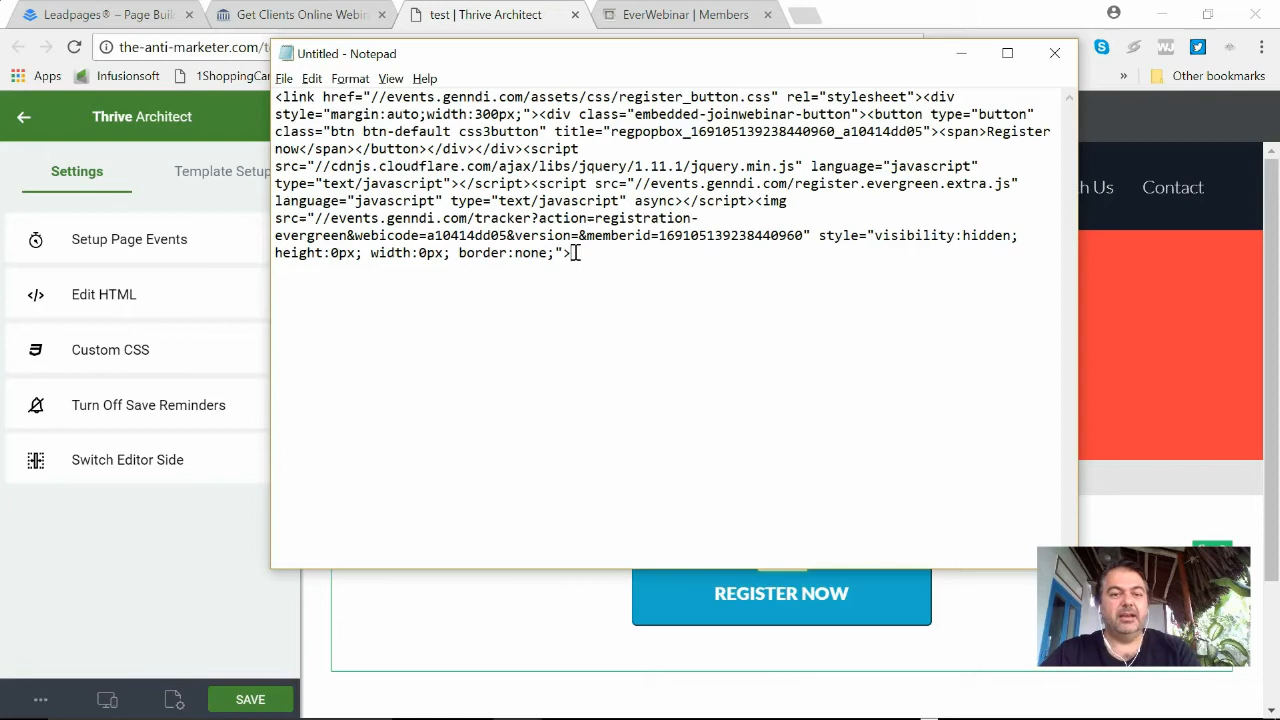 Leadpages® – Page Buil
Get Clients Online Webin
test | Thrive Architect
EverWebinar | Members
the-anti-marketer.com/t
Apps
Infusionsoft
1ShoppingCar
WJ
»
Other bookmarks
Untitled - Notepad
File Edit Format View Help
<link href="//events.genndi.com/assets/css/register_button.css" rel="stylesheet"><div
style="margin:auto;width:300px;"><div class="embedded-joinwebinar-button"><button type="button"
class="btn btn-default css3button" title="regpopbox_169105139238440960_a10414dd05"><span>Register
now</span></button></div></div><script
src="//cdnjs.cloudflare.com/ajax/libs/jquery/1.11.1/jquery.min.js" language="javascript"
type="text/javascript"></script><script src="//events.genndi.com/register.evergreen.extra.js"
language="javascript" type="text/javascript" async></script><img
src="//events.genndi.com/tracker?action=registration-
evergreen&webicode=a10414dd05&version=&memberid=169105139238440960" style="visibility:hidden;
height:0px; width:0px; border:none;">
Thrive Architect
Settings
Template Setup
Setup Page Events
Edit HTML
Custom CSS
Turn Off Save Reminders
Switch Editor Side
SAVE
h Us
Contact
REGISTER NOW